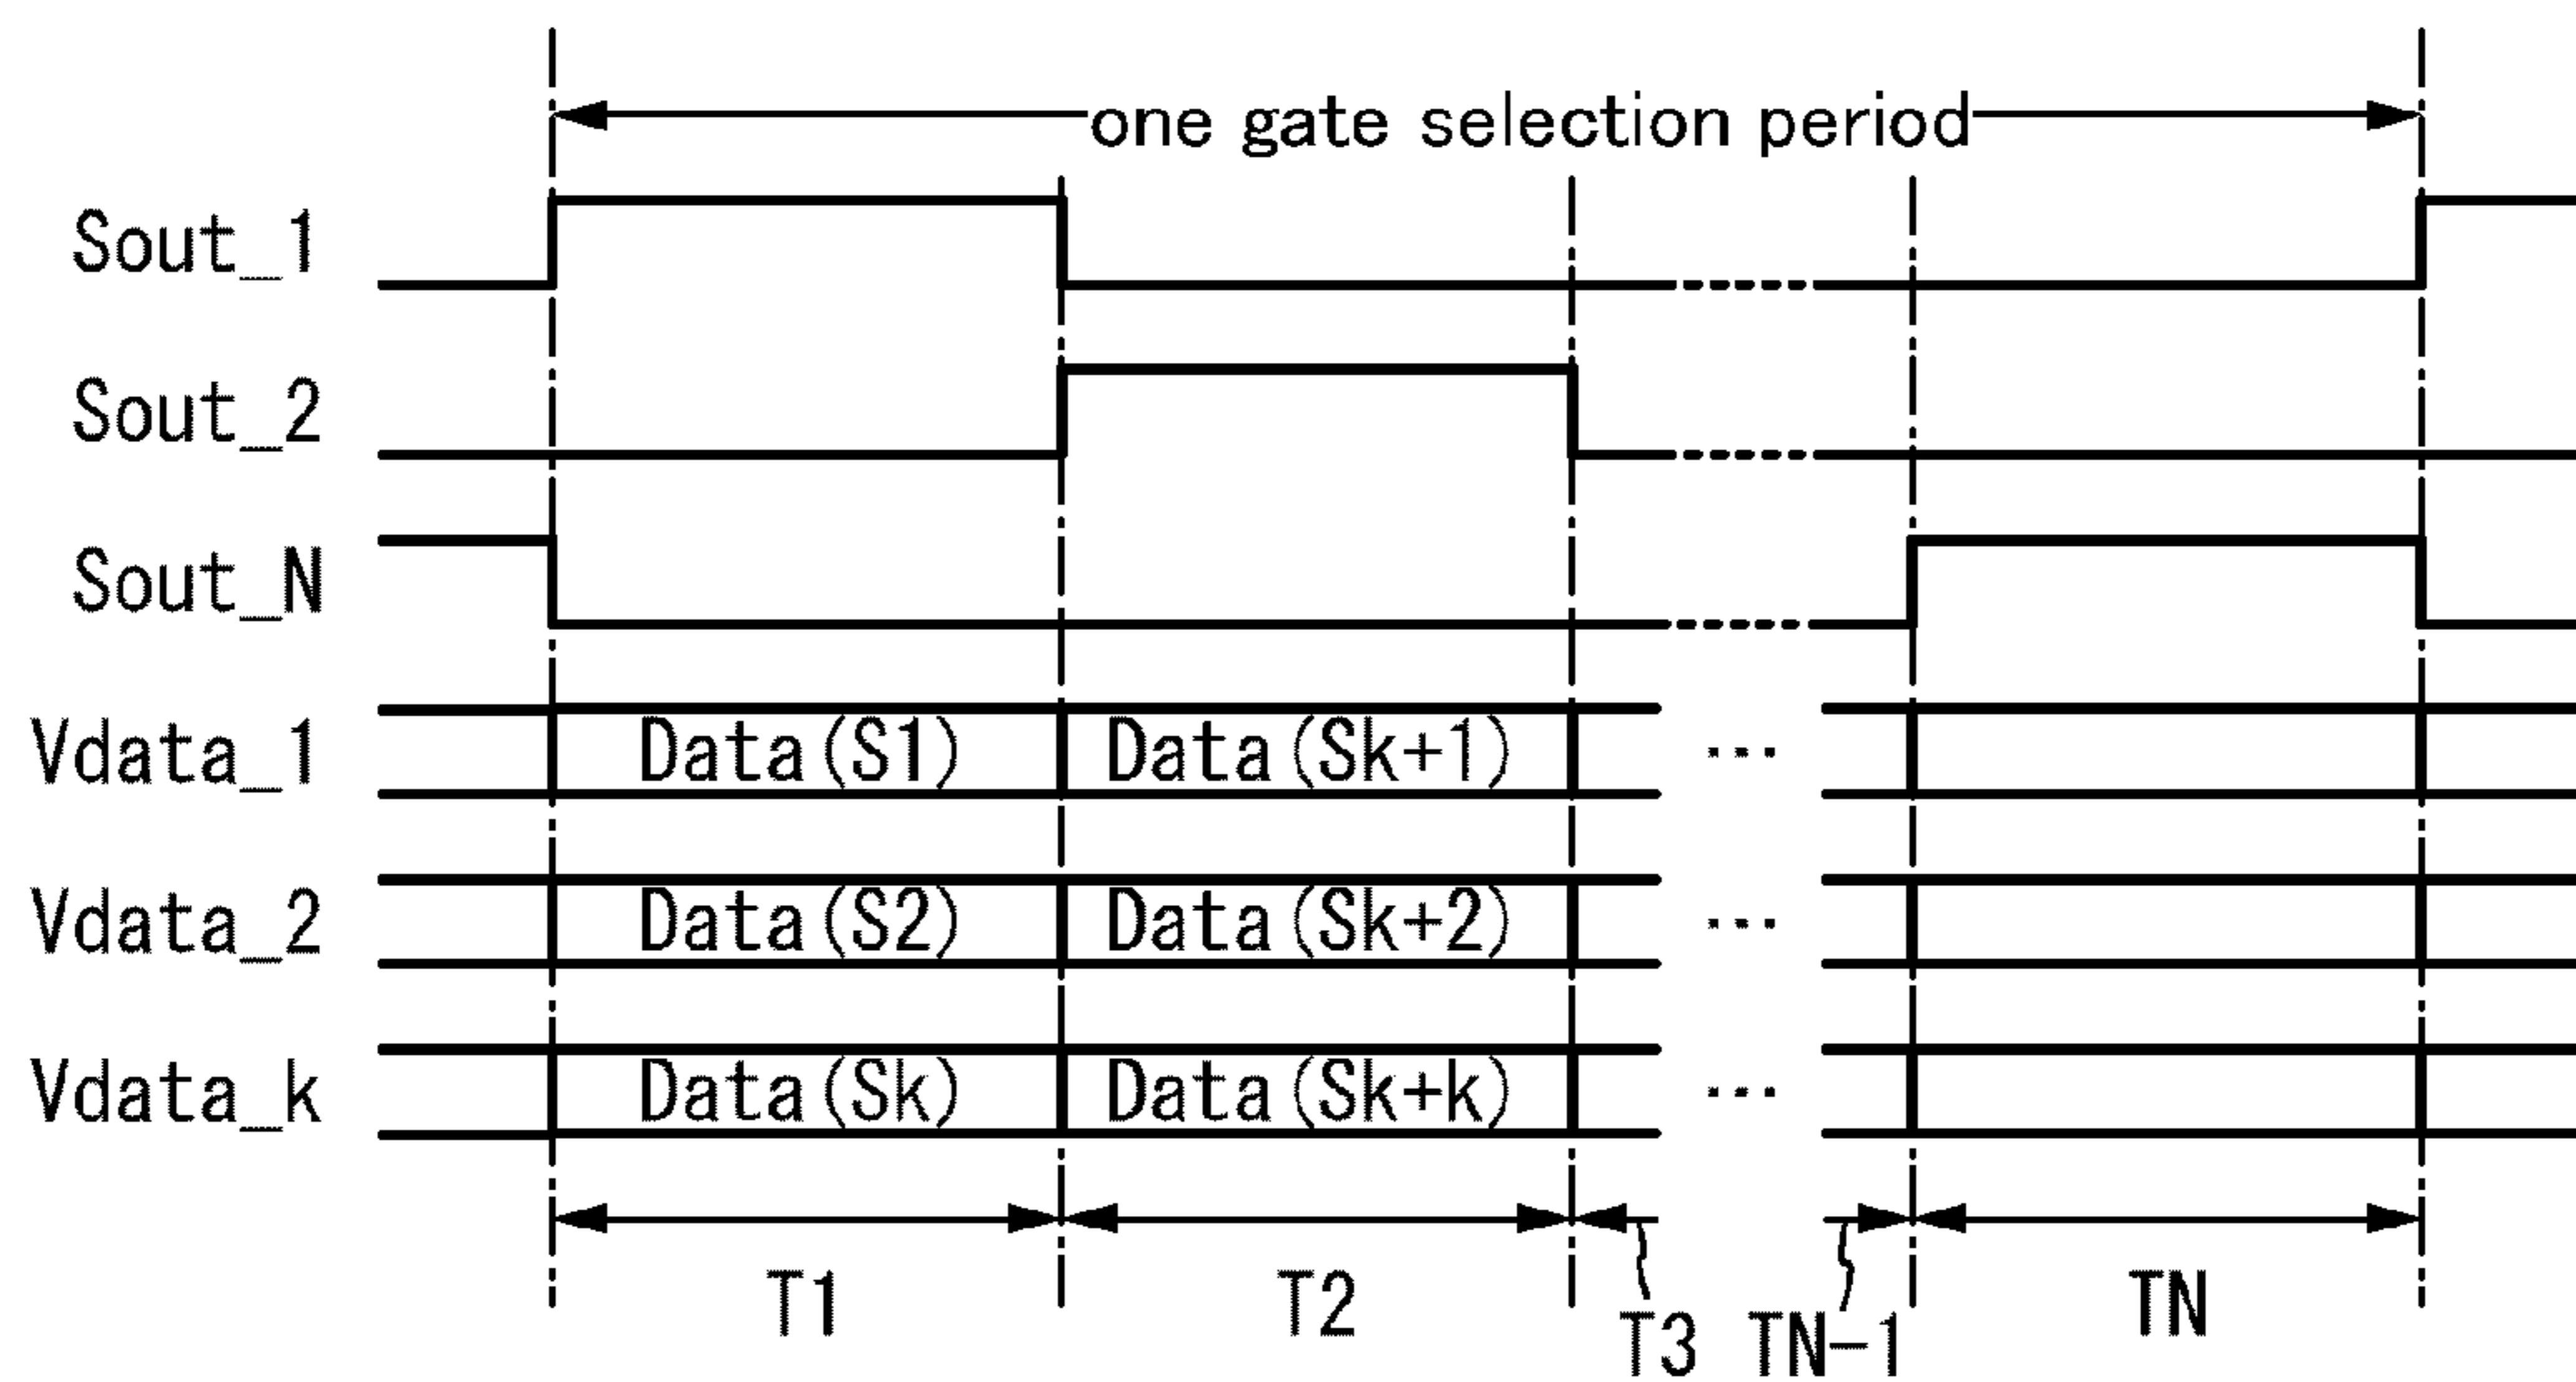 one gate selection period
Sout_1
Sout_2
Sout_N
Vdata_1 Data(S1) Data(Sk+1) ...
Vdata_2 Data(S2) Data(Sk+2) ...
Vdata_k Data(Sk) Data(Sk+k) ...
T1 T2 T3 TN-1 TN